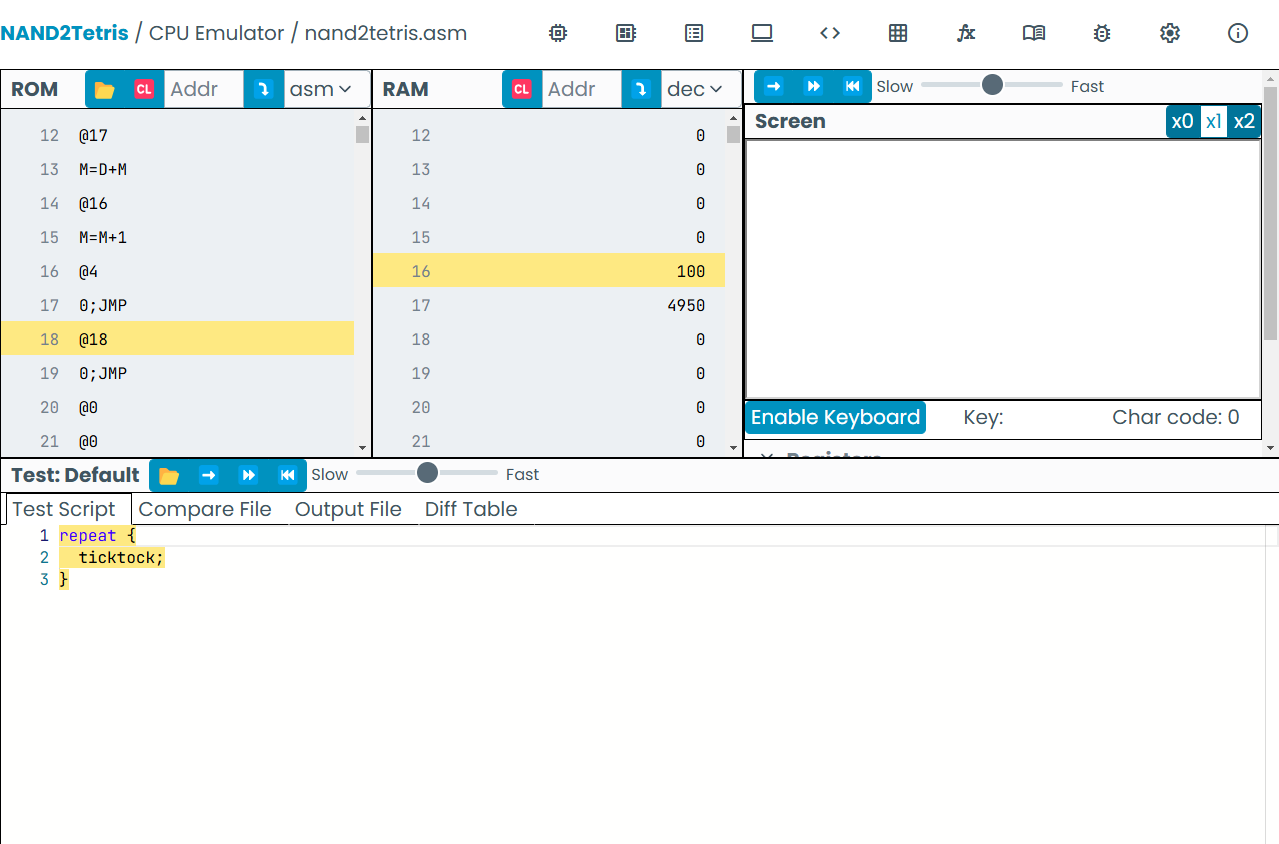 NAND2Tetris / CPU Emulator / nand2tetris.asm
ROM CL Addr asm
12 @17
13 M=D+M
14 @16
15 M=M+1
16 @4
17 0;JMP
18 @18
19 0;JMP
20 @0
21 @0
RAM CL Addr dec
12 0
13 0
14 0
15 0
16 100
17 4950
18 0
19 0
20 0
21 0
Slow Fast
Screen x0 x1 x2
Enable Keyboard Key: Char code: 0
Registers
Test: Default Slow Fast
Test Script Compare File Output File Diff Table
1 repeat {
2 ticktock;
3 }